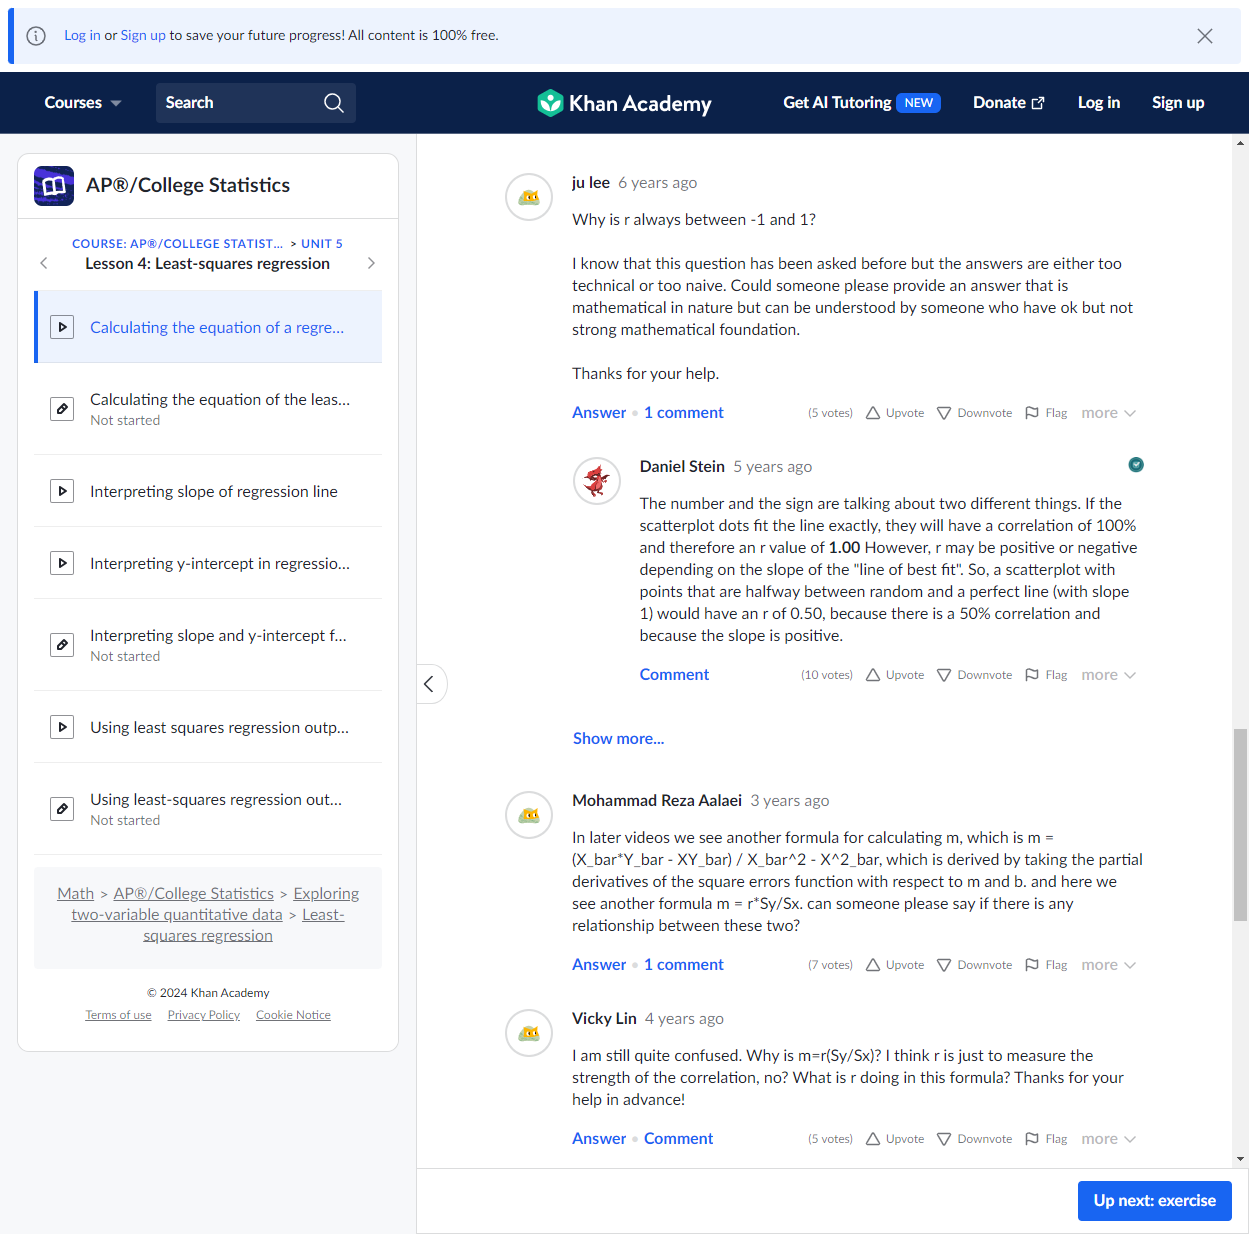 Log in or Sign up to save your future progress! All content is 100% free.
Courses
Search
Khan Academy
Get AI Tutoring NEW
Donate
Log in
Sign up
AP®/College Statistics
COURSE: AP®/COLLEGE STATIST... > UNIT 5
Lesson 4: Least-squares regression
Calculating the equation of a regre...
Calculating the equation of the leas...
Not started
Interpreting slope of regression line
Interpreting y-intercept in regressio...
Interpreting slope and y-intercept f...
Not started
Using least squares regression outp...
Using least-squares regression out...
Not started
Math > AP®/College Statistics > Exploring
two-variable quantitative data > Least-
squares regression
© 2024 Khan Academy
Terms of use Privacy Policy Cookie Notice
ju lee 6 years ago
Why is r always between -1 and 1?
I know that this question has been asked before but the answers are either too
technical or too naive. Could someone please provide an answer that is
mathematical in nature but can be understood by someone who have ok but not
strong mathematical foundation.
Thanks for your help.
Answer • 1 comment (5 votes) Upvote Downvote Flag more
Daniel Stein 5 years ago
The number and the sign are talking about two different things. If the
scatterplot dots fit the line exactly, they will have a correlation of 100%
and therefore an r value of 1.00 However, r may be positive or negative
depending on the slope of the "line of best fit". So, a scatterplot with
points that are halfway between random and a perfect line (with slope
1) would have an r of 0.50, because there is a 50% correlation and
because the slope is positive.
Comment (10 votes) Upvote Downvote Flag more
Show more...
Mohammad Reza Aalaei 3 years ago
In later videos we see another formula for calculating m, which is m =
(X_bar*Y_bar - XY_bar) / X_bar^2 - X^2_bar, which is derived by taking the partial
derivatives of the square errors function with respect to m and b. and here we
see another formula m = r*Sy/Sx. can someone please say if there is any
relationship between these two?
Answer • 1 comment (7 votes) Upvote Downvote Flag more
Vicky Lin 4 years ago
I am still quite confused. Why is m=r(Sy/Sx)? I think r is just to measure the
strength of the correlation, no? What is r doing in this formula? Thanks for your
help in advance!
Answer • Comment (5 votes) Upvote Downvote Flag more
Up next: exercise